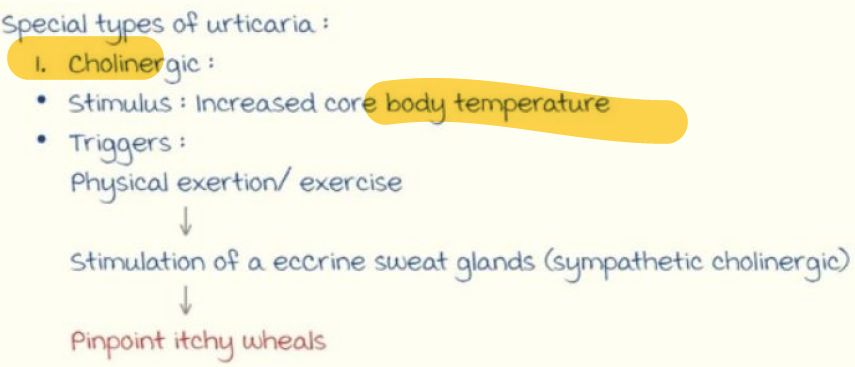 Special types of urticaria :
1. Cholinergic :
• Stimulus : Increased core body temperature
• Triggers :
Physical exertion/ exercise
↓
Stimulation of a eccrine sweat glands (sympathetic cholinergic)
↓
Pinpoint itchy wheals